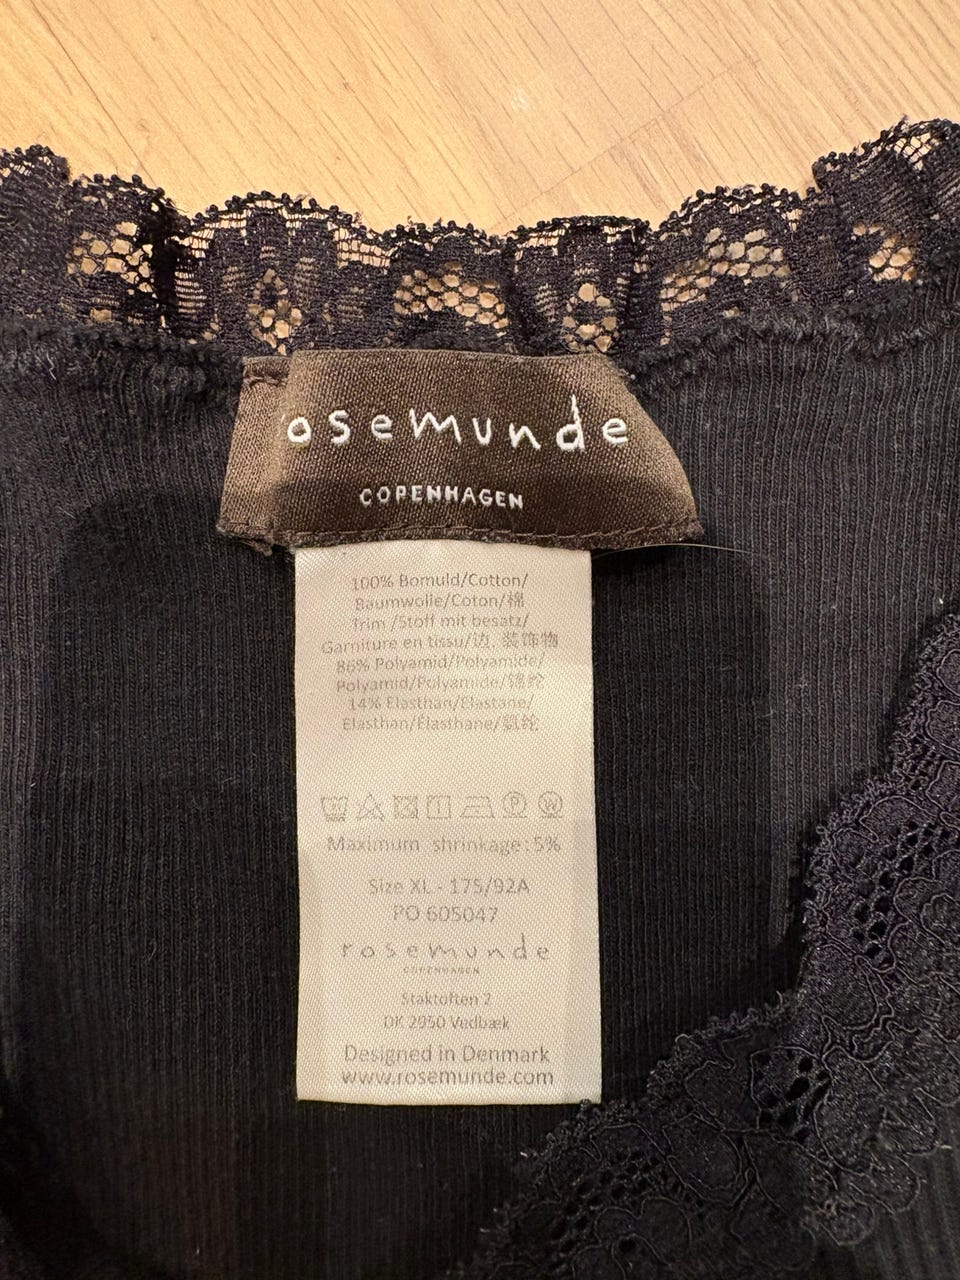 rosemunde
COPENHAGEN
100% Bomuld/Cotton/
Baumwolle/Coton/棉
Trim /Stoff mit besatz/
Garniture en tissu/边, 装饰物
86% Polyamid/Polyamide/
Polyamid/Polyamide/锦纶
14% Elasthan/Elastane/
Elasthan/Élasthane/氨纶
P W
Maximum shrinkage: 5%
Size XL - 175/92A
PO 605047
rosemunde
COPENHAGEN
Staktoften 2
DK 2950 Vedbæk
Designed in Denmark
www.rosemunde.com